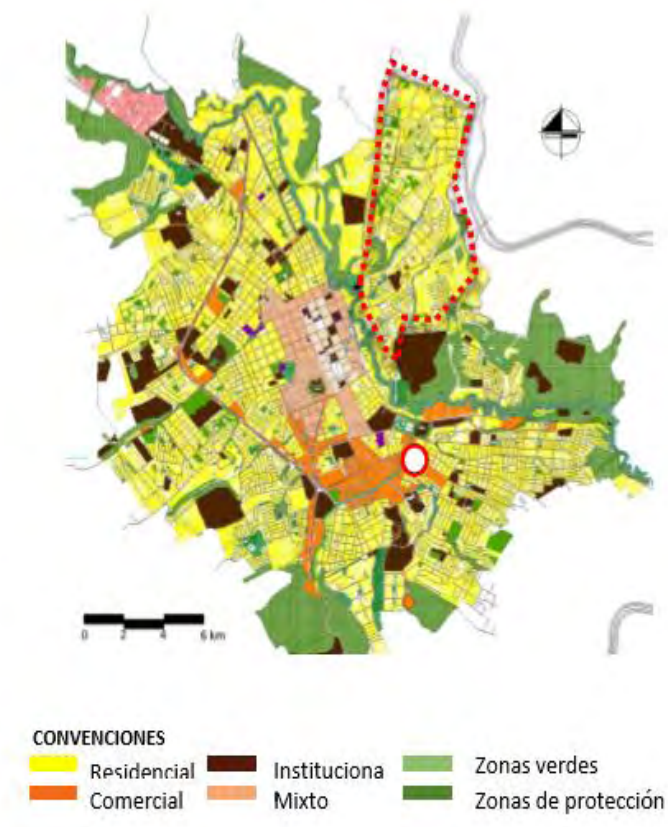 0 2 4 6 km
CONVENCIONES
Residencial Instituciona Zonas verdes
Comercial Mixto Zonas de protección